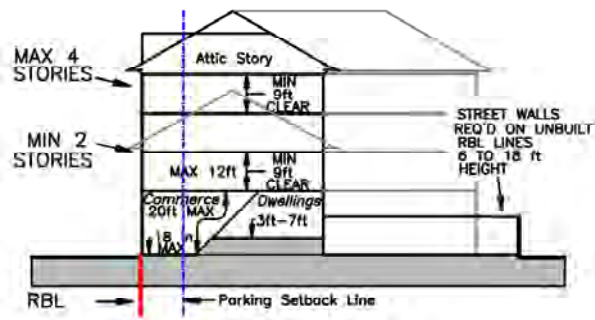 Attic Story
MAX 4
STORIES
MIN
9ft
CLEAR
STREET WALLS
REQ'D ON UNBUILT
RBL LINES
6 TO 18 ft
HEIGHT
MIN 2
STORIES
MAX 12ft
MIN
9ft
CLEAR
Commerce
20ft MAX
Dwellings
3ft-7ft
8
MAX
RBL
Parking Setback Line